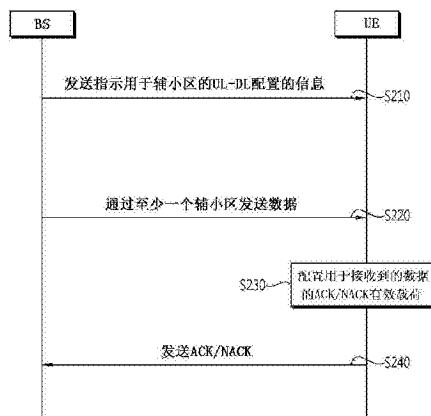 BS
UE
发送指示用于辅小区的UL-DL配置的信息
S210
通过至少一个辅小区发送数据
S220
S230
配置用于接收到的数据
的ACK/NACK有效载荷
发送ACK/NACK
S240